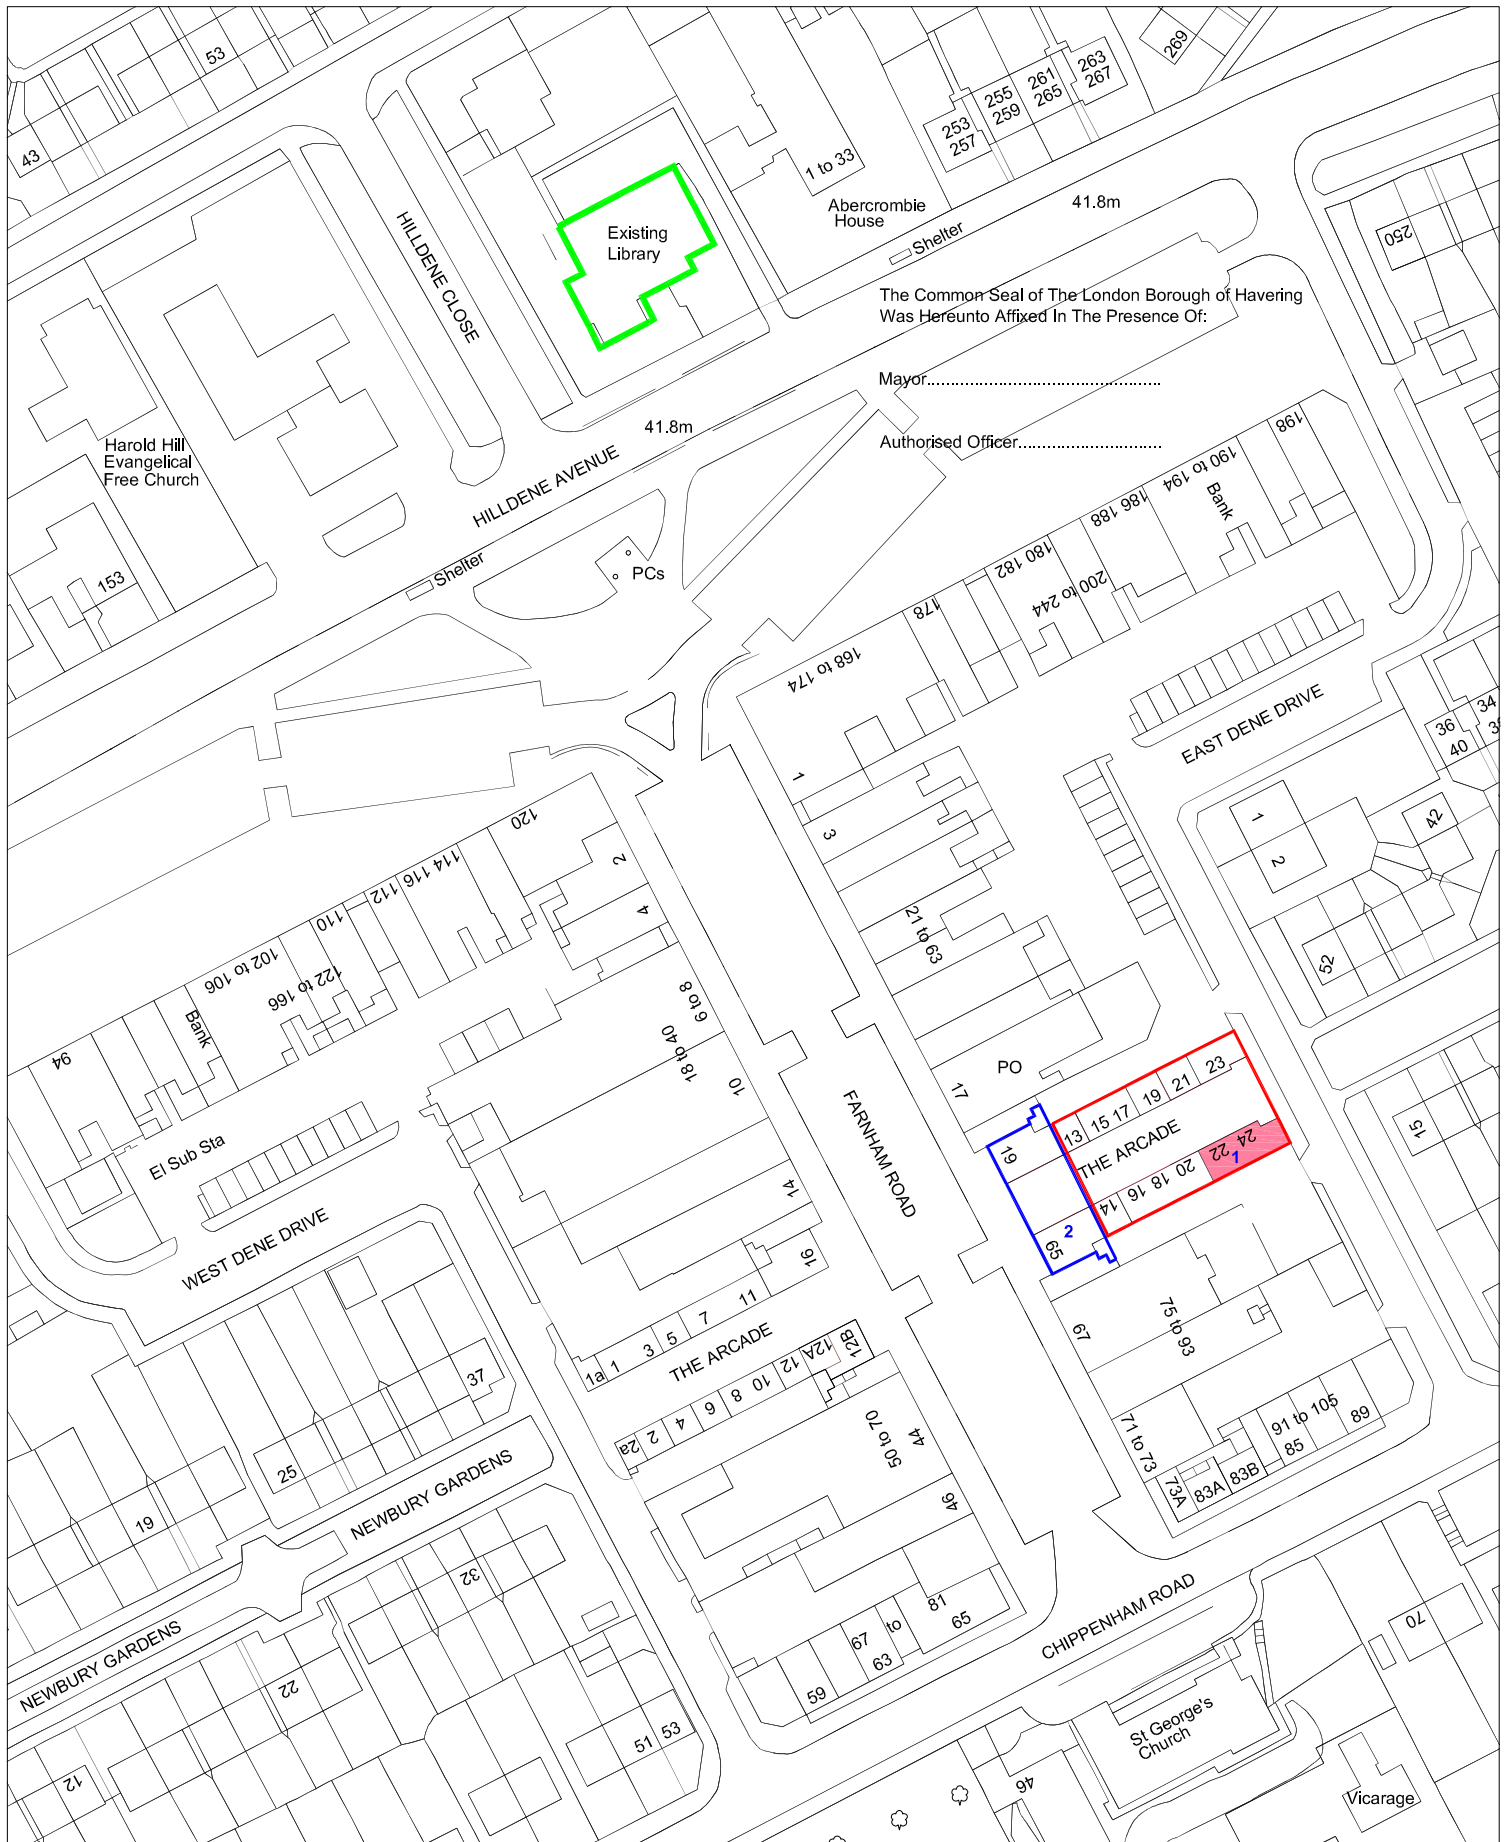 53
43
269
263
267
261
265
255
259
253
257
1 to 33
Abercrombie
House
41.8m
Shelter
250
HILLDENE CLOSE
Existing
Library
The Common Seal of The London Borough of Havering
Was Hereunto Affixed In The Presence Of:
Mayor............................................
Authorised Officer...........................
Harold Hill
Evangelical
Free Church
41.8m
HILLDENE AVENUE
198
190 to 194
Bank
186 188
180 182
200 to 244
178
168 to 174
153
Shelter
PCs
EAST DENE DRIVE
34
36
40
38
42
1
2
52
1
3
21 to 63
120
2
4
114 116
112
110
122 to 166
102 to 106
Bank
94
6 to 8
18 to 40
10
PO
17
FARNHAM ROAD
19
13
15 17
19
21
23
THE ARCADE
14
16
18
20
22
24
1
2
65
15
El Sub Sta
WEST DENE DRIVE
14
16
67
75 to 93
1a
1
3
5
7
11
THE ARCADE
2a
2
4
6
8
10
12
12A
12B
37
25
19
NEWBURY GARDENS
50 to 70
44
46
71 to 73
73A
83A
83B
85
91 to 105
89
32
22
12
NEWBURY GARDENS
51
53
59
63
67
to
81
65
CHIPPENHAM ROAD
70
St George's
Church
46
Vicarage